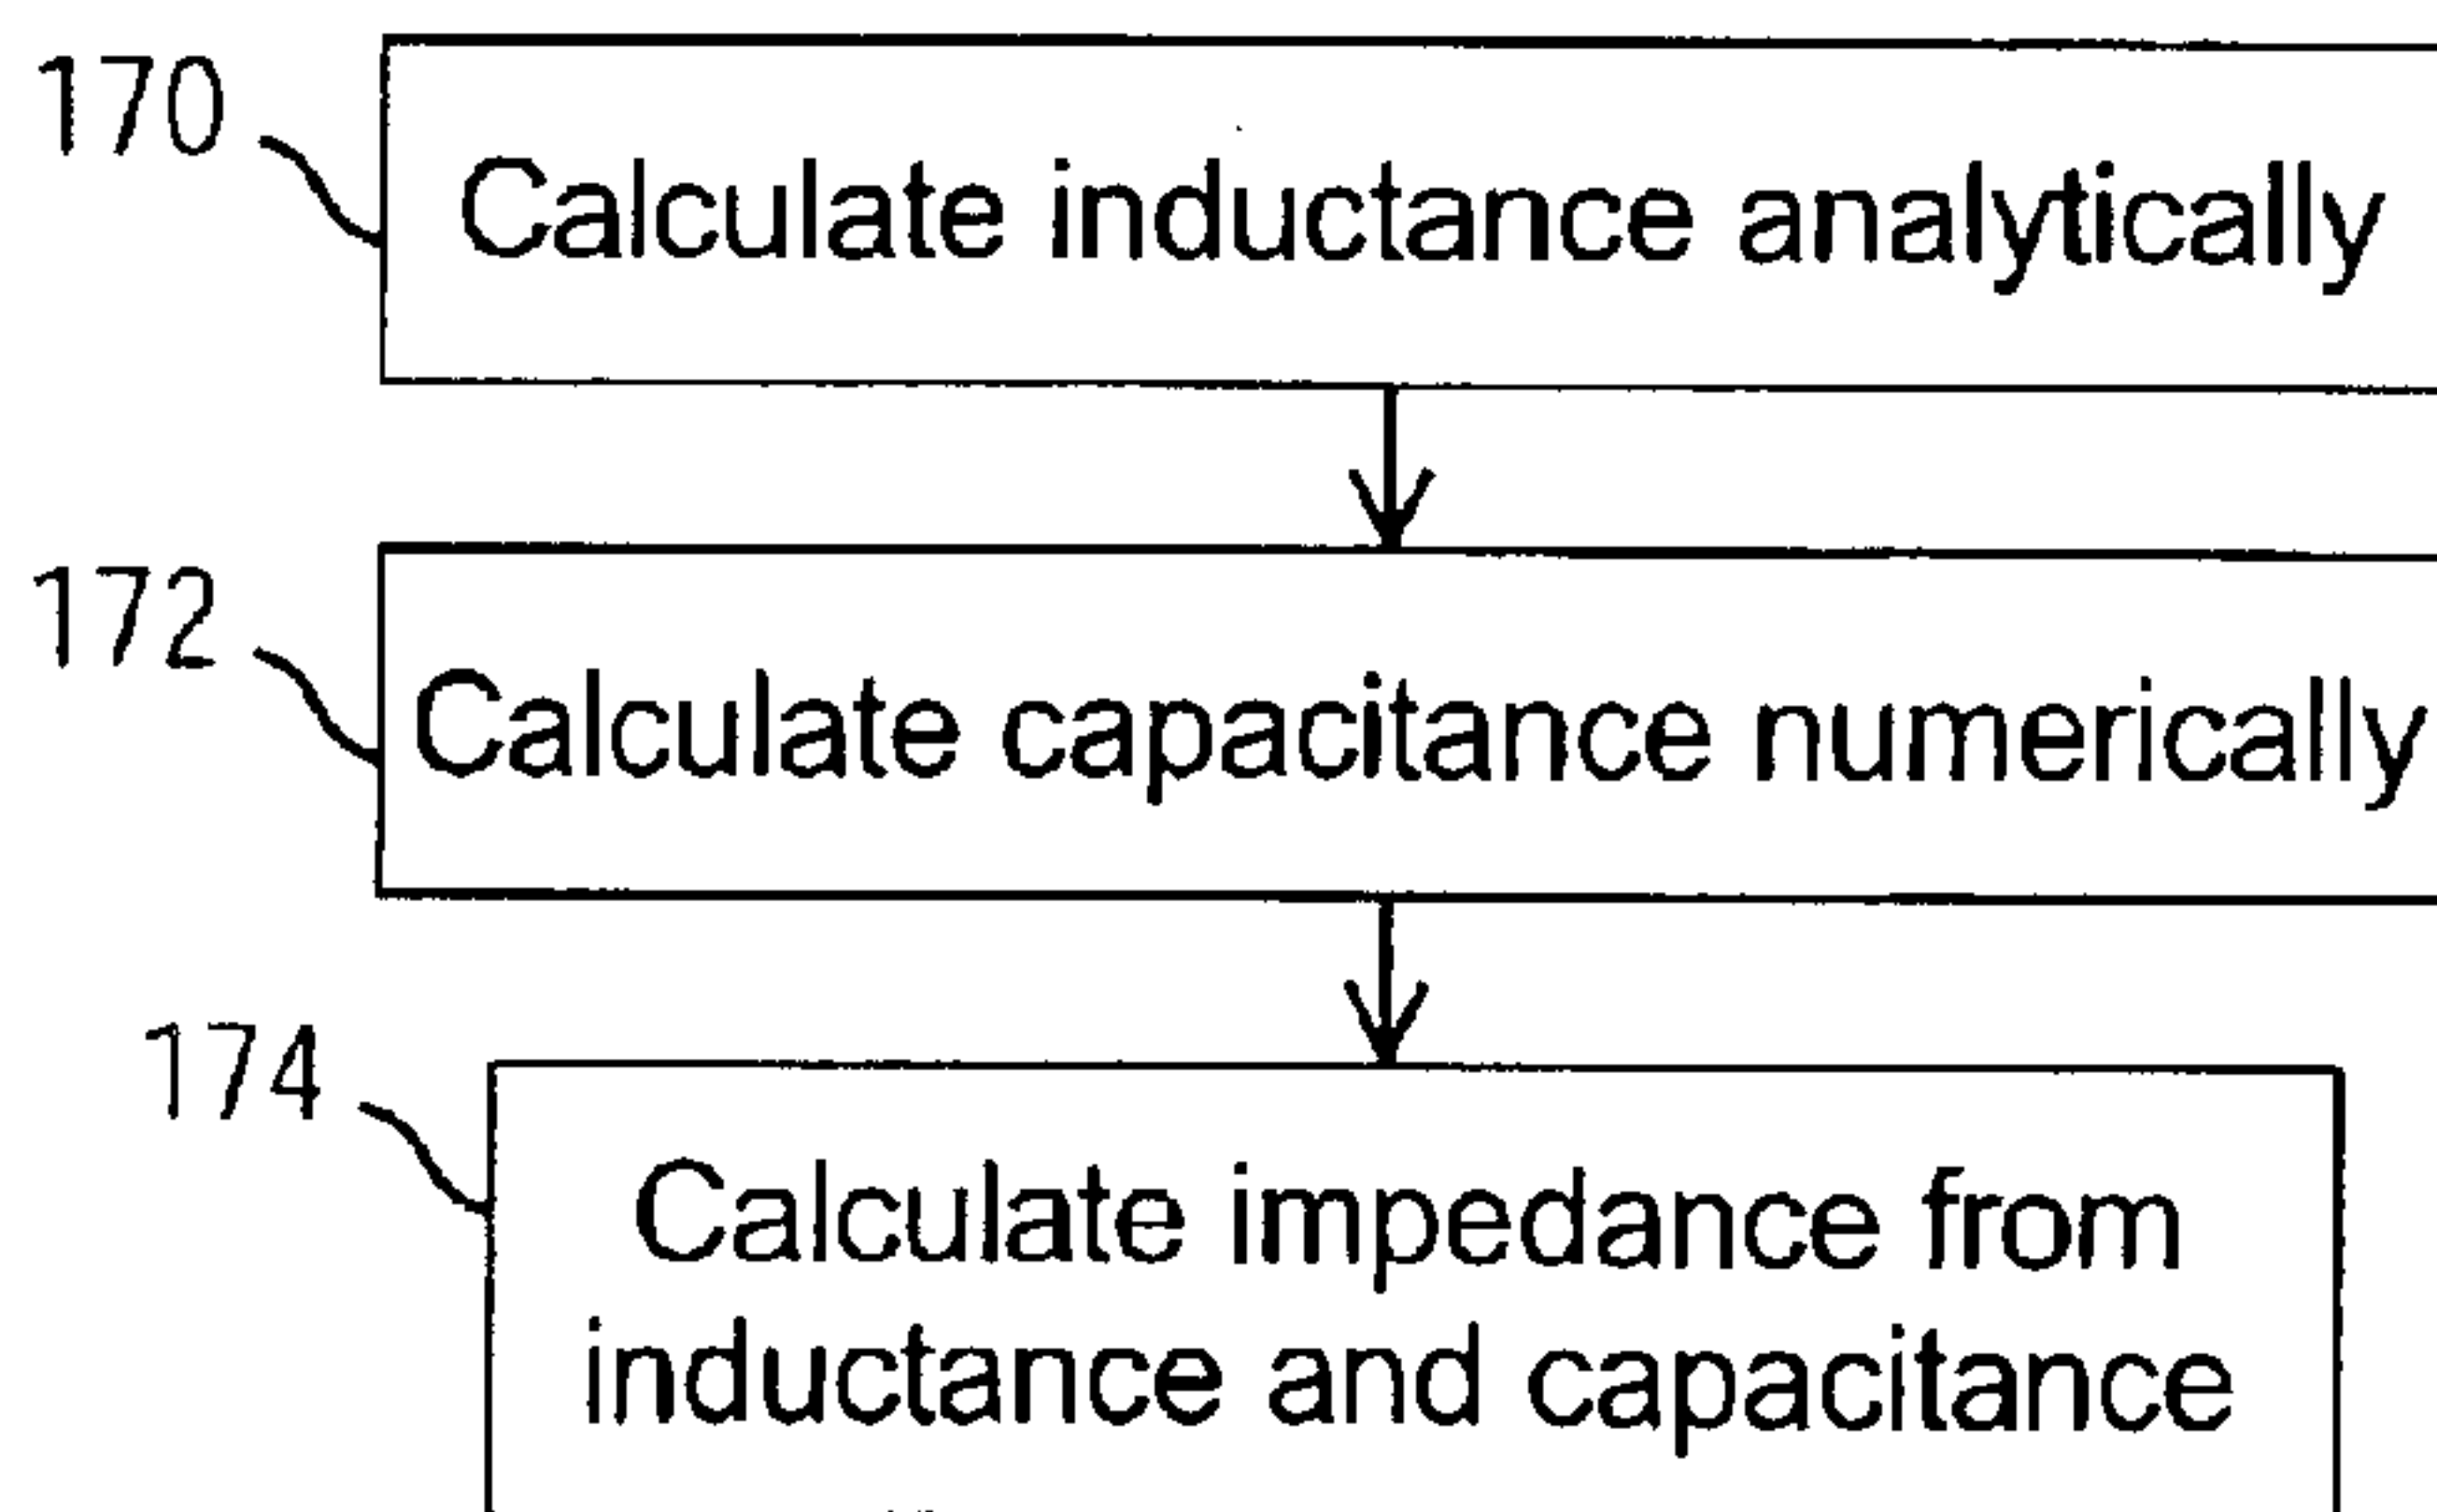 170
Calculate inductance analytically
172
Calculate capacitance numerically
174
Calculate impedance from
inductance and capacitance